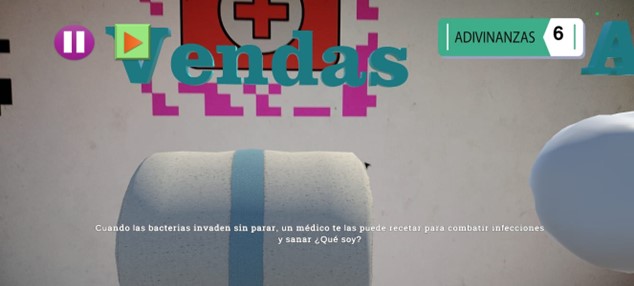 Vendas
ADIVINANZAS 6
A
Cuando las bacterias invaden sin parar, un médico te las puede recetar para combatir infecciones
y sanar ¿Qué soy?